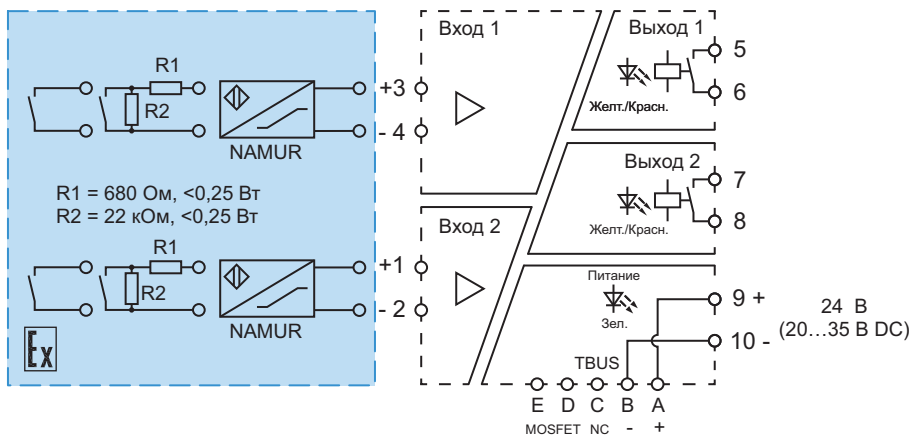 Вход 1
Выход 1
5
R1
+3
6
R2
Желт./Красн.
- 4
NAMUR
Выход 2
7
R1 = 680 Ом, <0,25 Вт
R2 = 22 кОм, <0,25 Вт
Вход 2
8
Желт./Красн.
R1
+1
Питание
R2
9 +
24 В
- 2
Зел.
(20...35 В DC)
NAMUR
10 -
Ex
TBUS
E D C B A
MOSFET NC - +